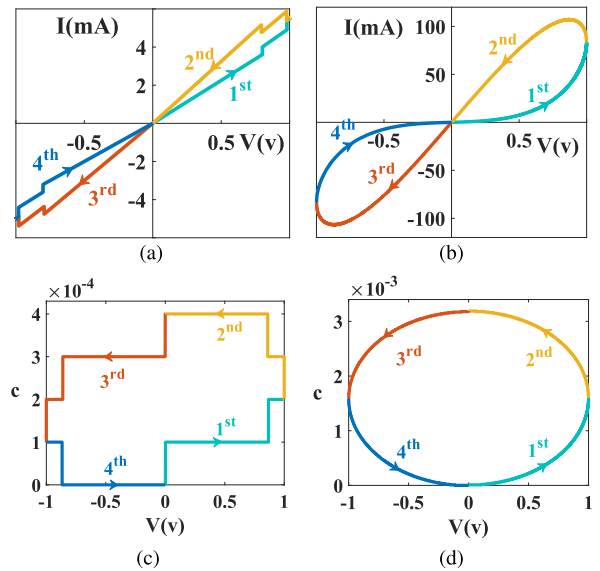 I(mA)
4
2
2nd
1st
-0.5
0.5
V(v)
4th
-2
3rd
-4
(a)
I(mA)
100
2nd
50
1st
-0.5
0.5
V(v)
4th
-50
3rd
-100
(b)
×10-4
4
2nd
3
3rd
c
2
1st
1
4th
0
-1 -0.5 0 0.5 1
V(v)
(c)
×10-3
3
3rd
2nd
2
c
1
4th
1st
0
-1 -0.5 0 0.5 1
V(v)
(d)